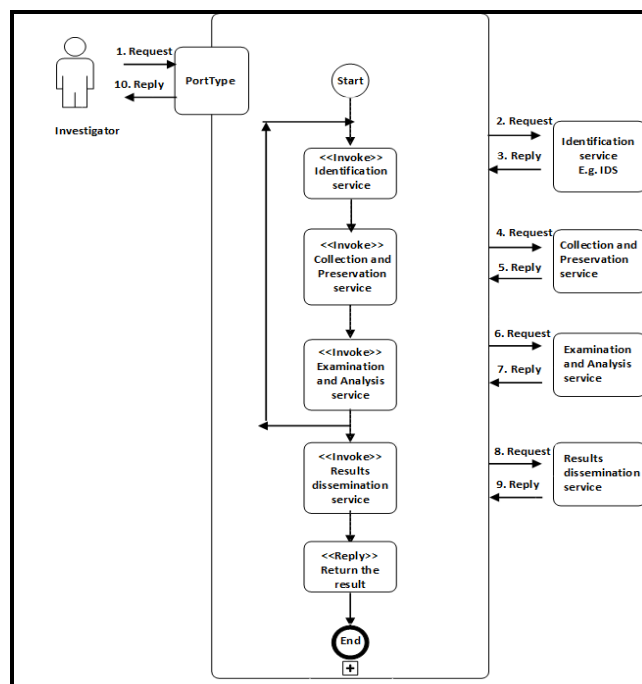 1. Request
10. Reply
PortType
Investigator
Start
<<Invoke>>
Identification
service
<<Invoke>>
Collection and
Preservation
service
<<Invoke>>
Examination
and Analysis
service
<<Invoke>>
Results
dissemination
service
<<Reply>>
Return the
result
End
2. Request
3. Reply
Identification
service
E.g. IDS
4. Request
5. Reply
Collection and
Preservation
service
6. Request
7. Reply
Examination
and Analysis
service
8. Request
9. Reply
Results
dissemination
service